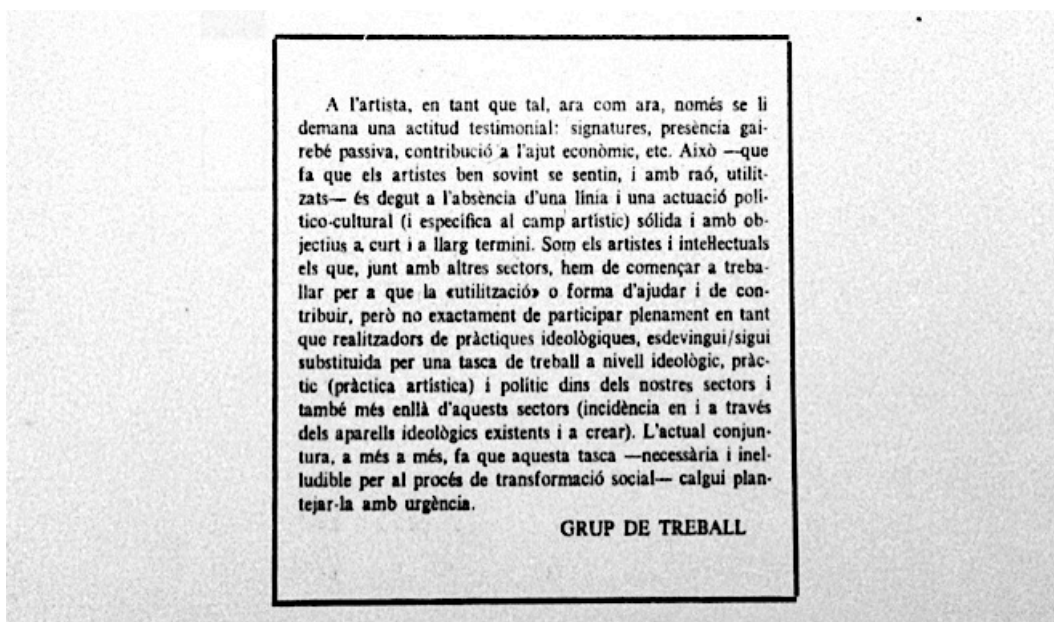 A l'artista, en tant que tal, ara com ara, només se li
demana una actitud testimonial: signatures, presència gai-
rebé passiva, contribució a l'ajut econòmic, etc. Això —que
fa que els artistes ben sovint se sentin, i amb raó, utilit-
zats— és degut a l'absència d'una línia i una actuació polí-
tico-cultural (i específica al camp artístic) sólida i amb ob-
jectius a curt i a llarg termini. Som els artistes i intel·lectuals
els que, junt amb altres sectors, hem de començar a treba-
llar per a que la «utilització» o forma d'ajudar i de con-
tribuir, però no exactament de participar plenament en tant
que realitzadors de pràctiques ideològiques, esdevingui/sigui
substituida per una tasca de treball a nivell ideològic, pràc-
tic (pràctica artística) i polític dins dels nostres sectors i
també més enllà d'aquests sectors (incidència en i a través
dels aparells ideològics existents i a crear). L'actual conjun-
tura, a més a més, fa que aquesta tasca —necessària i inel-
ludible per al procés de transformació social— calgui plan-
tejar-la amb urgència.
GRUP DE TREBALL